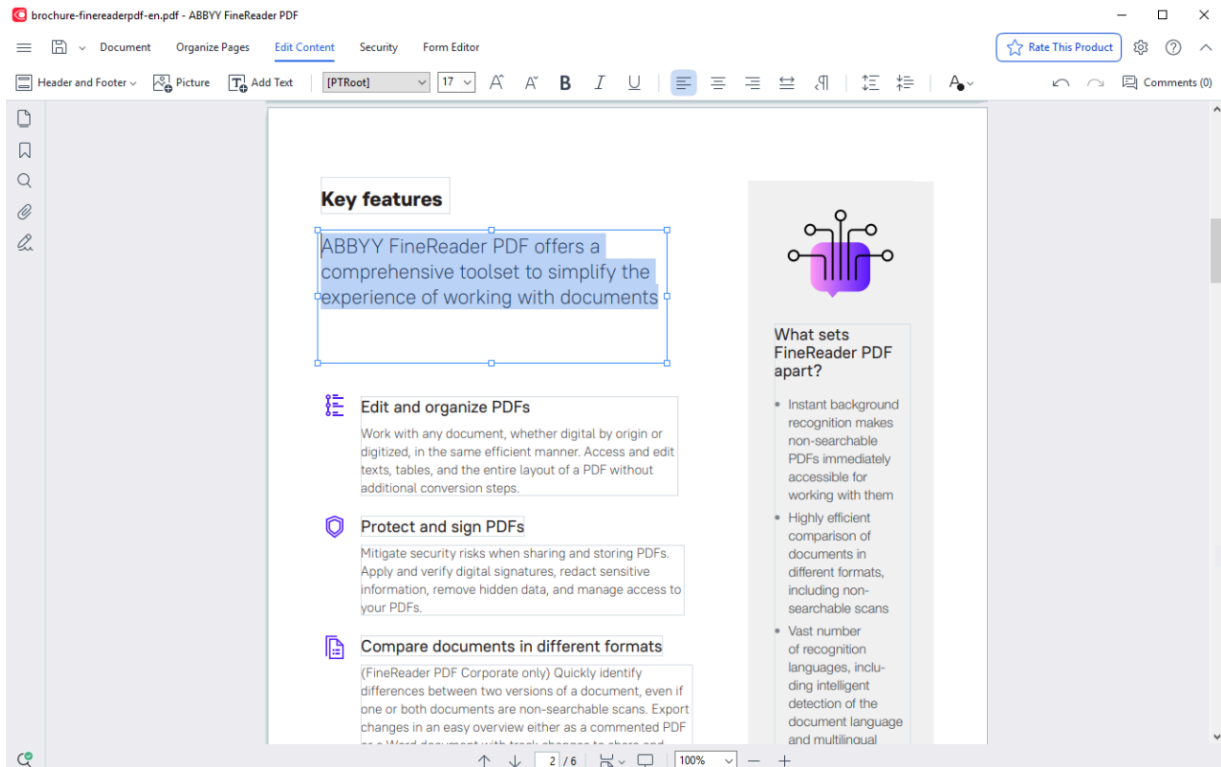 brochure-finereaderpdf-en.pdf - ABBYY FineReader PDF
Document Organize Pages Edit Content Security Form Editor Rate This Product
Header and Footer Picture Add Text [PTRoot] 17 A A B I U A Comments (0)
Key features
ABBYY FineReader PDF offers a
comprehensive toolset to simplify the
experience of working with documents
Edit and organize PDFs
Work with any document, whether digital by origin or
digitized, in the same efficient manner. Access and edit
texts, tables, and the entire layout of a PDF without
additional conversion steps.
Protect and sign PDFs
Mitigate security risks when sharing and storing PDFs.
Apply and verify digital signatures, redact sensitive
information, remove hidden data, and manage access to
your PDFs.
Compare documents in different formats
(FineReader PDF Corporate only) Quickly identify
differences between two versions of a document, even if
one or both documents are non-searchable scans. Export
changes in an easy overview either as a commented PDF
or a Word document with track changes to share and
What sets
FineReader PDF
apart?
• Instant background
recognition makes
non-searchable
PDFs immediately
accessible for
working with them
• Highly efficient
comparison of
documents in
different formats,
including non-
searchable scans
• Vast number
of recognition
languages, inclu-
ding intelligent
detection of the
document language
and multilingual
2 / 6 100%